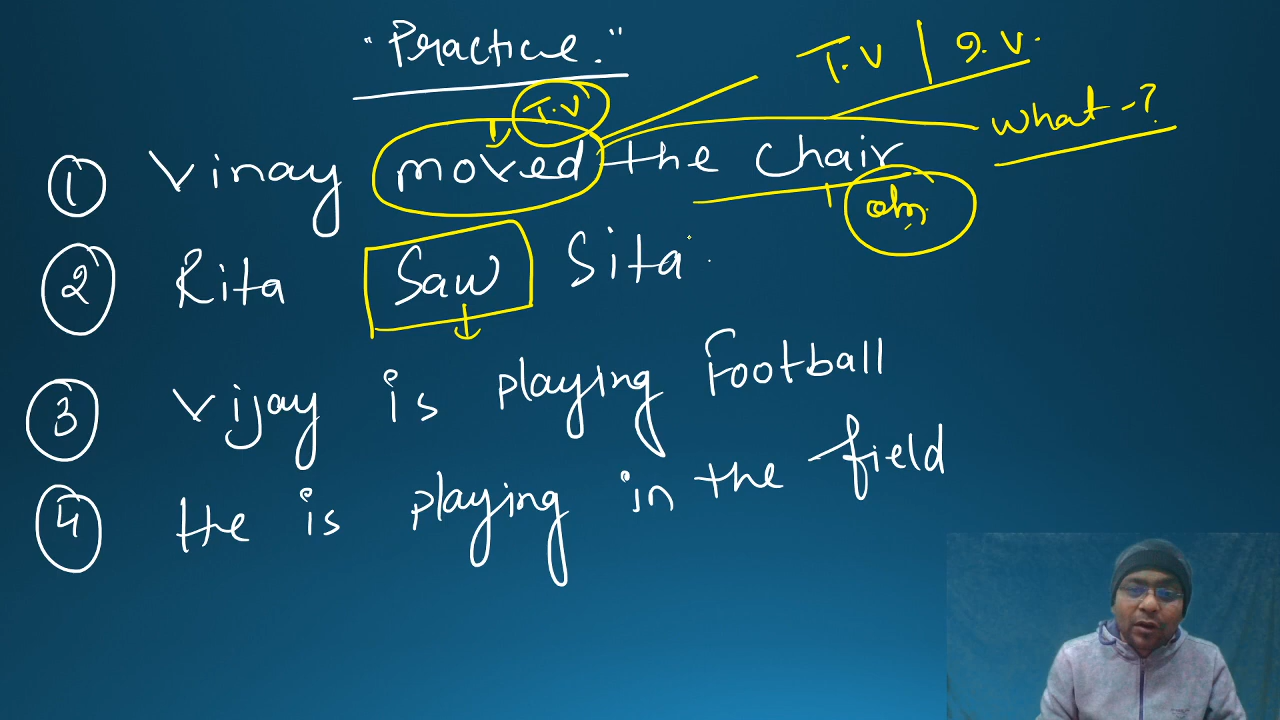 "Practice."
T.V | I.V.
T.V
What-?
① Vinay moved the chair
obj.
② Rita Saw Sita
③ Vijay is playing Football
④ He is playing in the field